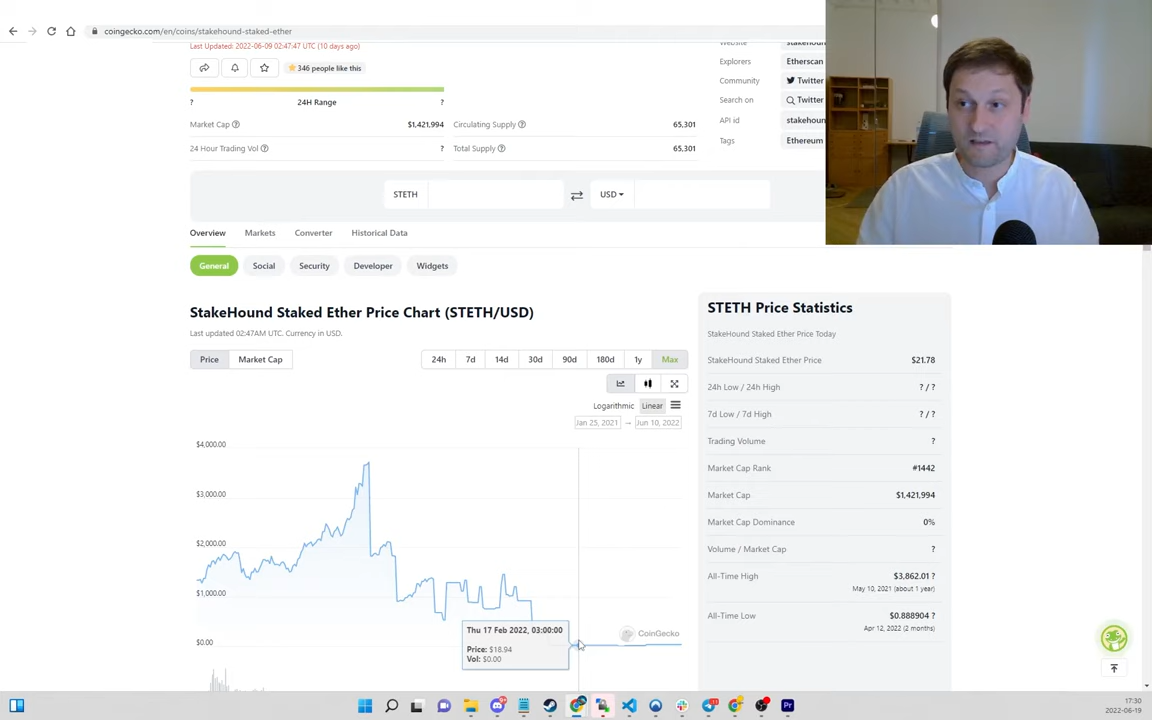 coingecko.com/en/coins/stakehound-staked-ether
Last Updated: 2022-06-09 02:47:47 UTC (10 days ago)
346 people like this
? 24H Range ?
Market Cap ? $1,421,994 Circulating Supply ? 65,301
24 Hour Trading Vol ? ? Total Supply ? 65,301
Website stakehoun
Explorers Etherscan
Community Twitter
Search on Twitter
API id stakehoun
Tags Ethereum
STETH USD
Overview Markets Converter Historical Data
General Social Security Developer Widgets
StakeHound Staked Ether Price Chart (STETH/USD)
Last updated 02:47AM UTC. Currency in USD.
Price Market Cap 24h 7d 14d 30d 90d 180d 1y Max
Logarithmic Linear
Jan 25, 2021 → Jun 10, 2022
$4,000.00
$3,000.00
$2,000.00
$1,000.00
$0.00
Thu 17 Feb 2022, 03:00:00
Price: $18.94
Vol: $0.00
CoinGecko
STETH Price Statistics
StakeHound Staked Ether Price Today
StakeHound Staked Ether Price $21.78
24h Low / 24h High ? / ?
7d Low / 7d High ? / ?
Trading Volume ?
Market Cap Rank #1442
Market Cap $1,421,994
Market Cap Dominance 0%
Volume / Market Cap ?
All-Time High $3,862.01 ?
May 10, 2021 (about 1 year)
All-Time Low $0.888904 ?
Apr 12, 2022 (2 months)
Pr
17:30
2022-06-19